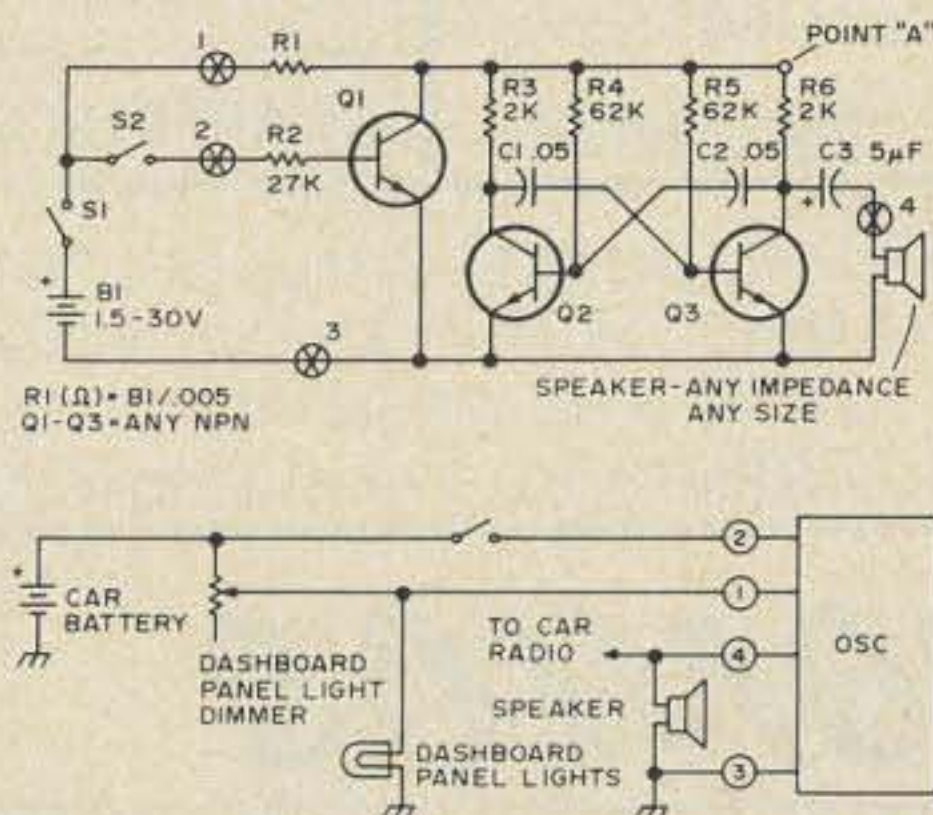 POINT "A"
1
R1
R3
2K
R4
62K
R5
62K
R6
2K
Q1
S2
2
R2
27K
C1 .05
C2 .05
C3 5µF
+
4
S1
+
B1
1.5-30V
Q2
Q3
3
R1(Ω)=B1/.005
Q1-Q3=ANY NPN
SPEAKER-ANY IMPEDANCE
ANY SIZE
2
+
CAR
BATTERY
1
TO CAR
RADIO
4
OSC
DASHBOARD
PANEL LIGHT
DIMMER
SPEAKER
DASHBOARD
PANEL LIGHTS
3